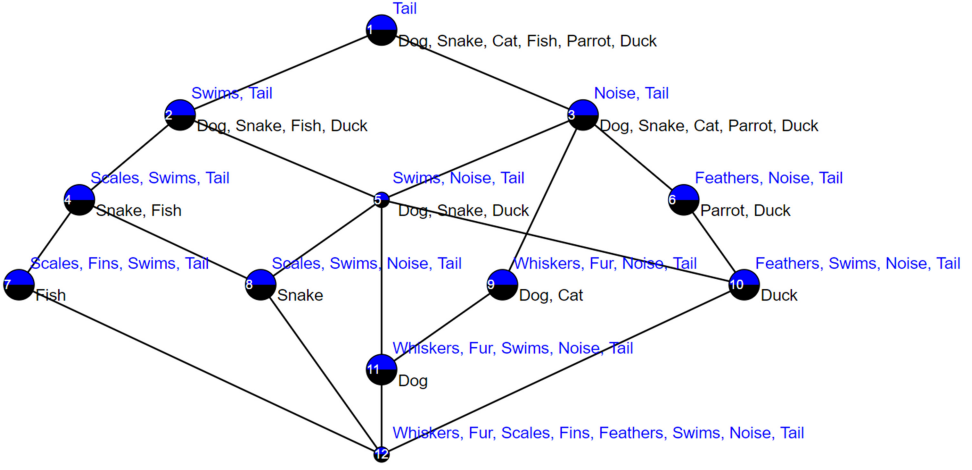 Tail
1
Dog, Snake, Cat, Fish, Parrot, Duck
Swims, Tail
2
Dog, Snake, Fish, Duck
Noise, Tail
3
Dog, Snake, Cat, Parrot, Duck
Scales, Swims, Tail
4
Snake, Fish
Swims, Noise, Tail
5
Dog, Snake, Duck
Feathers, Noise, Tail
6
Parrot, Duck
Scales, Fins, Swims, Tail
7
Fish
Scales, Swims, Noise, Tail
8
Snake
Whiskers, Fur, Noise, Tail
9
Dog, Cat
Feathers, Swims, Noise, Tail
10
Duck
Whiskers, Fur, Swims, Noise, Tail
11
Dog
Whiskers, Fur, Scales, Fins, Feathers, Swims, Noise, Tail
12